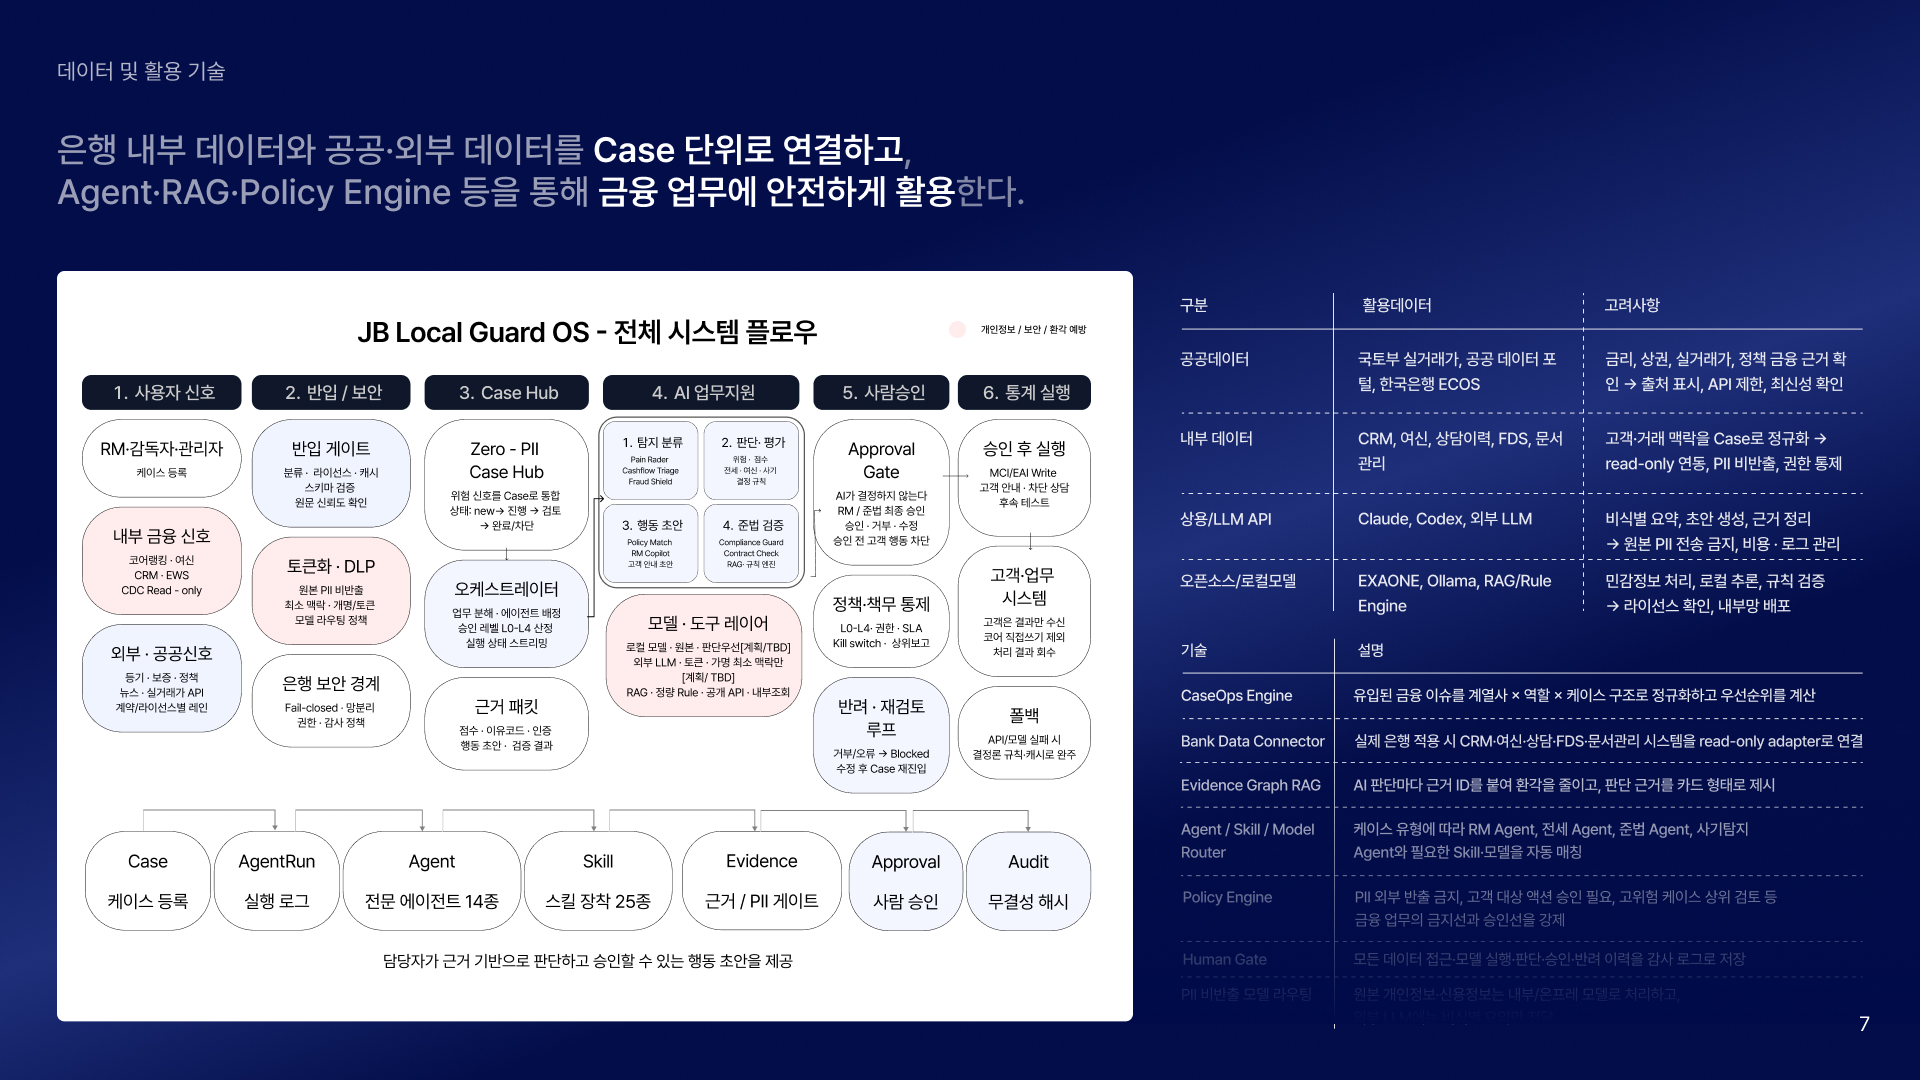 데이터 및 활용 기술
은행 내부 데이터와 공공·외부 데이터를 Case 단위로 연결하고,
Agent·RAG·Policy Engine 등을 통해 금융 업무에 안전하게 활용한다.
JB Local Guard OS - 전체 시스템 플로우
개인정보 / 보안 / 환각 예방
1. 사용자 신호
RM·감독자·관리자
케이스 등록
내부 금융 신호
코어랭킹 · 여신
CRM · EWS
CDC Read - only
외부 · 공공신호
등기 · 보증 · 정책
뉴스 · 실거래가 API
계약/라이선스별 레인
2. 반입 / 보안
반입 게이트
분류 · 라이선스 · 캐시
스키마 검증
원문 신뢰도 확인
토큰화 · DLP
원본 PII 비반출
최소 맥락 · 개명/토큰
모델 라우팅 정책
은행 보안 경계
Fail-closed · 망분리
권한 · 감사 정책
3. Case Hub
Zero - PII
Case Hub
위험 신호를 Case로 통합
상태: new→ 진행 → 검토
→ 완료/차단
오케스트레이터
업무 분해 · 에이전트 배정
승인 레벨 L0-L4 산정
실행 상태 스트리밍
근거 패킷
점수 · 이유코드 · 인증
행동 초안 · 검증 결과
4. AI 업무지원
1. 탐지 분류
Pain Rader
Cashflow Triage
Fraud Shield
2. 판단· 평가
위험 · 점수
전세 · 여신 · 사기
결정 규칙
3. 행동 초안
Policy Match
RM Copilot
고객 안내 초안
4. 준법 검증
Compliance Guard
Contract Check
RAG· 규칙 엔진
모델 · 도구 레이어
로컬 모델 · 원본 · 판단우선[계획/TBD]
외부 LLM · 토큰 · 가명 최소 맥락만
[계획/ TBD]
RAG · 정량 Rule · 공개 API · 내부조회
5. 사람승인
Approval
Gate
AI가 결정하지 않는다
RM / 준법 최종 승인
승인 · 거부 · 수정
승인 전 고객 행동 차단
정책·책무 통제
L0-L4· 권한 · SLA
Kill switch · 상위보고
반려 · 재검토
루프
거부/오류 → Blocked
수정 후 Case 재진입
6. 통계 실행
승인 후 실행
MCI/EAI Write
고객 안내 · 차단 상담
후속 테스트
고객·업무
시스템
고객은 결과만 수신
코어 직접쓰기 제외
처리 결과 회수
폴백
API/모델 실패 시
결정론 규칙·캐시로 완주
Case
케이스 등록
AgentRun
실행 로그
Agent
전문 에이전트 14종
Skill
스킬 장착 25종
Evidence
근거 / PII 게이트
Approval
사람 승인
Audit
무결성 해시
담당자가 근거 기반으로 판단하고 승인할 수 있는 행동 초안을 제공
구분 활용데이터 고려사항
공공데이터
국토부 실거래가, 공공 데이터 포
털, 한국은행 ECOS
금리, 상권, 실거래가, 정책 금융 근거 확
인 → 출처 표시, API 제한, 최신성 확인
내부 데이터
CRM, 여신, 상담이력, FDS, 문서
관리
고객·거래 맥락을 Case로 정규화 →
read-only 연동, PII 비반출, 권한 통제
상용/LLM API
Claude, Codex, 외부 LLM
비식별 요약, 초안 생성, 근거 정리
→ 원본 PII 전송 금지, 비용 · 로그 관리
오픈소스/로컬모델
EXAONE, Ollama, RAG/Rule
Engine
민감정보 처리, 로컬 추론, 규칙 검증
→ 라이선스 확인, 내부망 배포
기술 설명
CaseOps Engine
유입된 금융 이슈를 계열사 × 역할 × 케이스 구조로 정규화하고 우선순위를 계산
Bank Data Connector
실제 은행 적용 시 CRM·여신·상담·FDS·문서관리 시스템을 read-only adapter로 연결
Evidence Graph RAG
AI 판단마다 근거 ID를 붙여 환각을 줄이고, 판단 근거를 카드 형태로 제시
Agent / Skill / Model
Router
케이스 유형에 따라 RM Agent, 전세 Agent, 준법 Agent, 사기탐지
Agent와 필요한 Skill·모델을 자동 매칭
Policy Engine
PII 외부 반출 금지, 고객 대상 액션 승인 필요, 고위험 케이스 상위 검토 등
금융 업무의 금지선과 승인선을 강제
Human Gate
모든 데이터 접근·모델 실행·판단·승인·반려 이력을 감사 로그로 저장
PII 비반출 모델 라우팅
원본 개인정보·신용정보는 내부/온프레 모델로 처리하고,
7